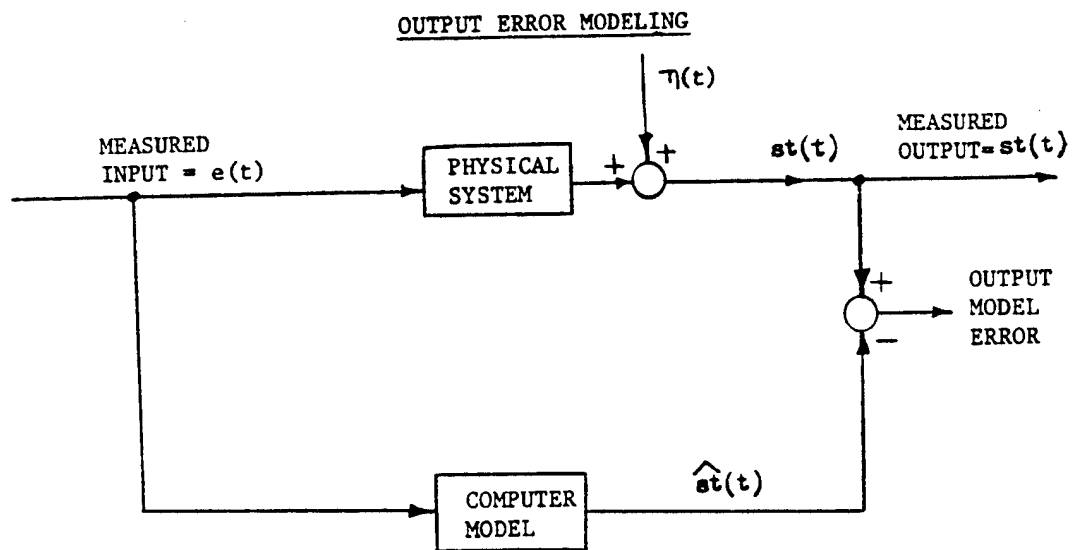 OUTPUT ERROR MODELING
η(t)
MEASURED
INPUT = e(t)
PHYSICAL
SYSTEM
+
+
st(t)
MEASURED
OUTPUT= st(t)
+
−
OUTPUT
MODEL
ERROR
COMPUTER
MODEL
ŝt(t)